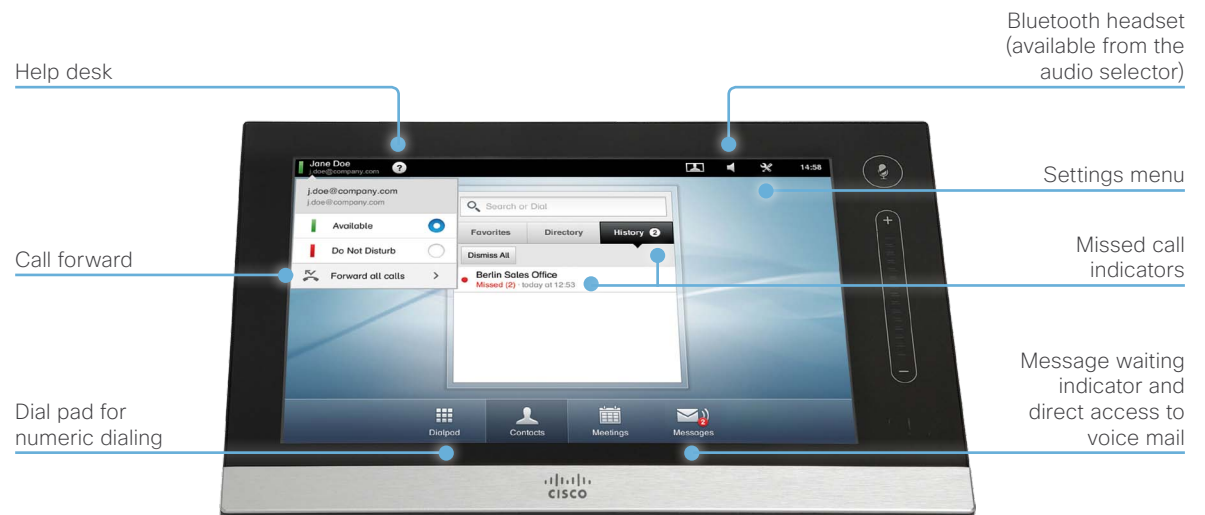 Bluetooth headset
(available from the
audio selector)
Help desk
Jane Doe
j.doe@company.com
?
14:58
Settings menu
j.doe@company.com
j.doe@company.com
Search or Dial
Available
Favorites
Directory
History 2
Do Not Disturb
Dismiss All
Missed call
indicators
Call forward
Forward all calls >
Berlin Sales Office
Missed (2) · today at 12:53
+
−
Message waiting
indicator and
direct access to
voice mail
Dial pad for
numeric dialing
2
Dialpad
Contacts
Meetings
Messages
CISCO